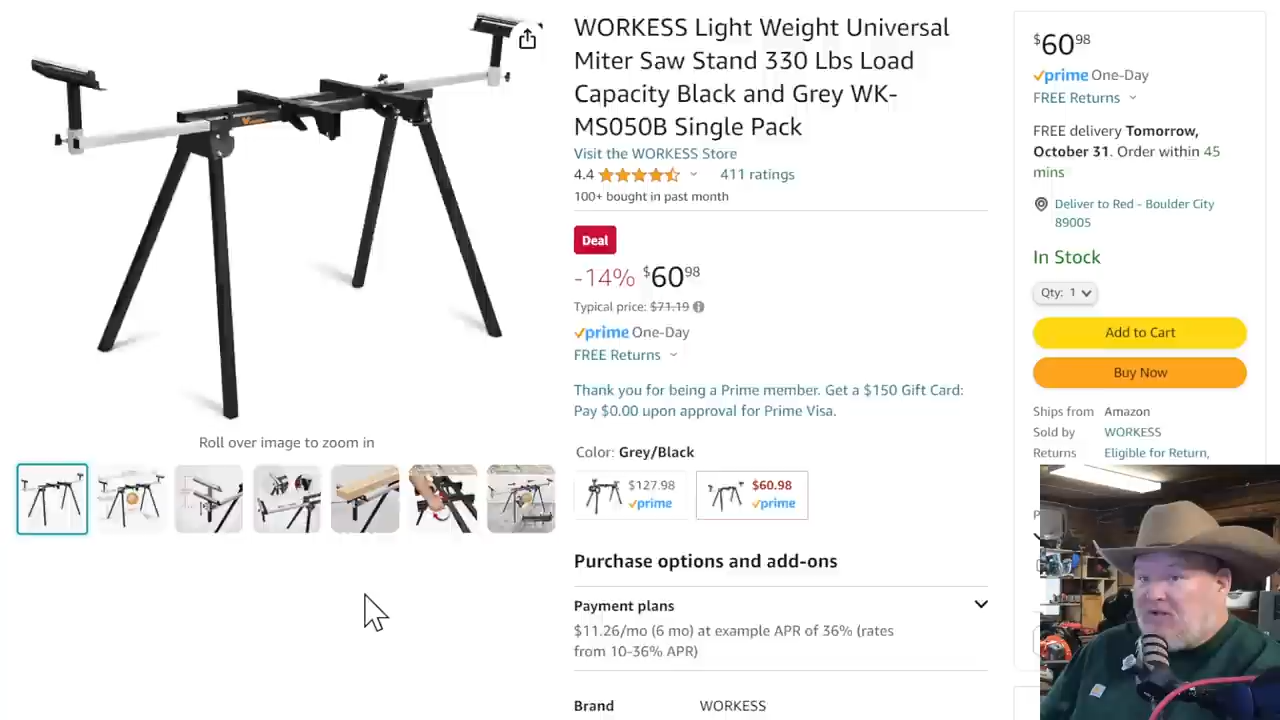 WORKESS Light Weight Universal
Miter Saw Stand 330 Lbs Load
Capacity Black and Grey WK-
MS050B Single Pack
Visit the WORKESS Store
4.4
411 ratings
100+ bought in past month
Deal
-14% $60 98
Typical price: $71.19
prime One-Day
FREE Returns
Thank you for being a Prime member. Get a $150 Gift Card:
Pay $0.00 upon approval for Prime Visa.
Color: Grey/Black
$127.98
prime
$60.98
prime
Purchase options and add-ons
Payment plans
$11.26/mo (6 mo) at example APR of 36% (rates
from 10-36% APR)
Brand WORKESS
Roll over image to zoom in
$60 98
prime One-Day
FREE Returns
FREE delivery Tomorrow,
October 31. Order within 45
mins
Deliver to Red - Boulder City
89005
In Stock
Qty: 1
Add to Cart
Buy Now
Ships from Amazon
Sold by WORKESS
Returns Eligible for Return,